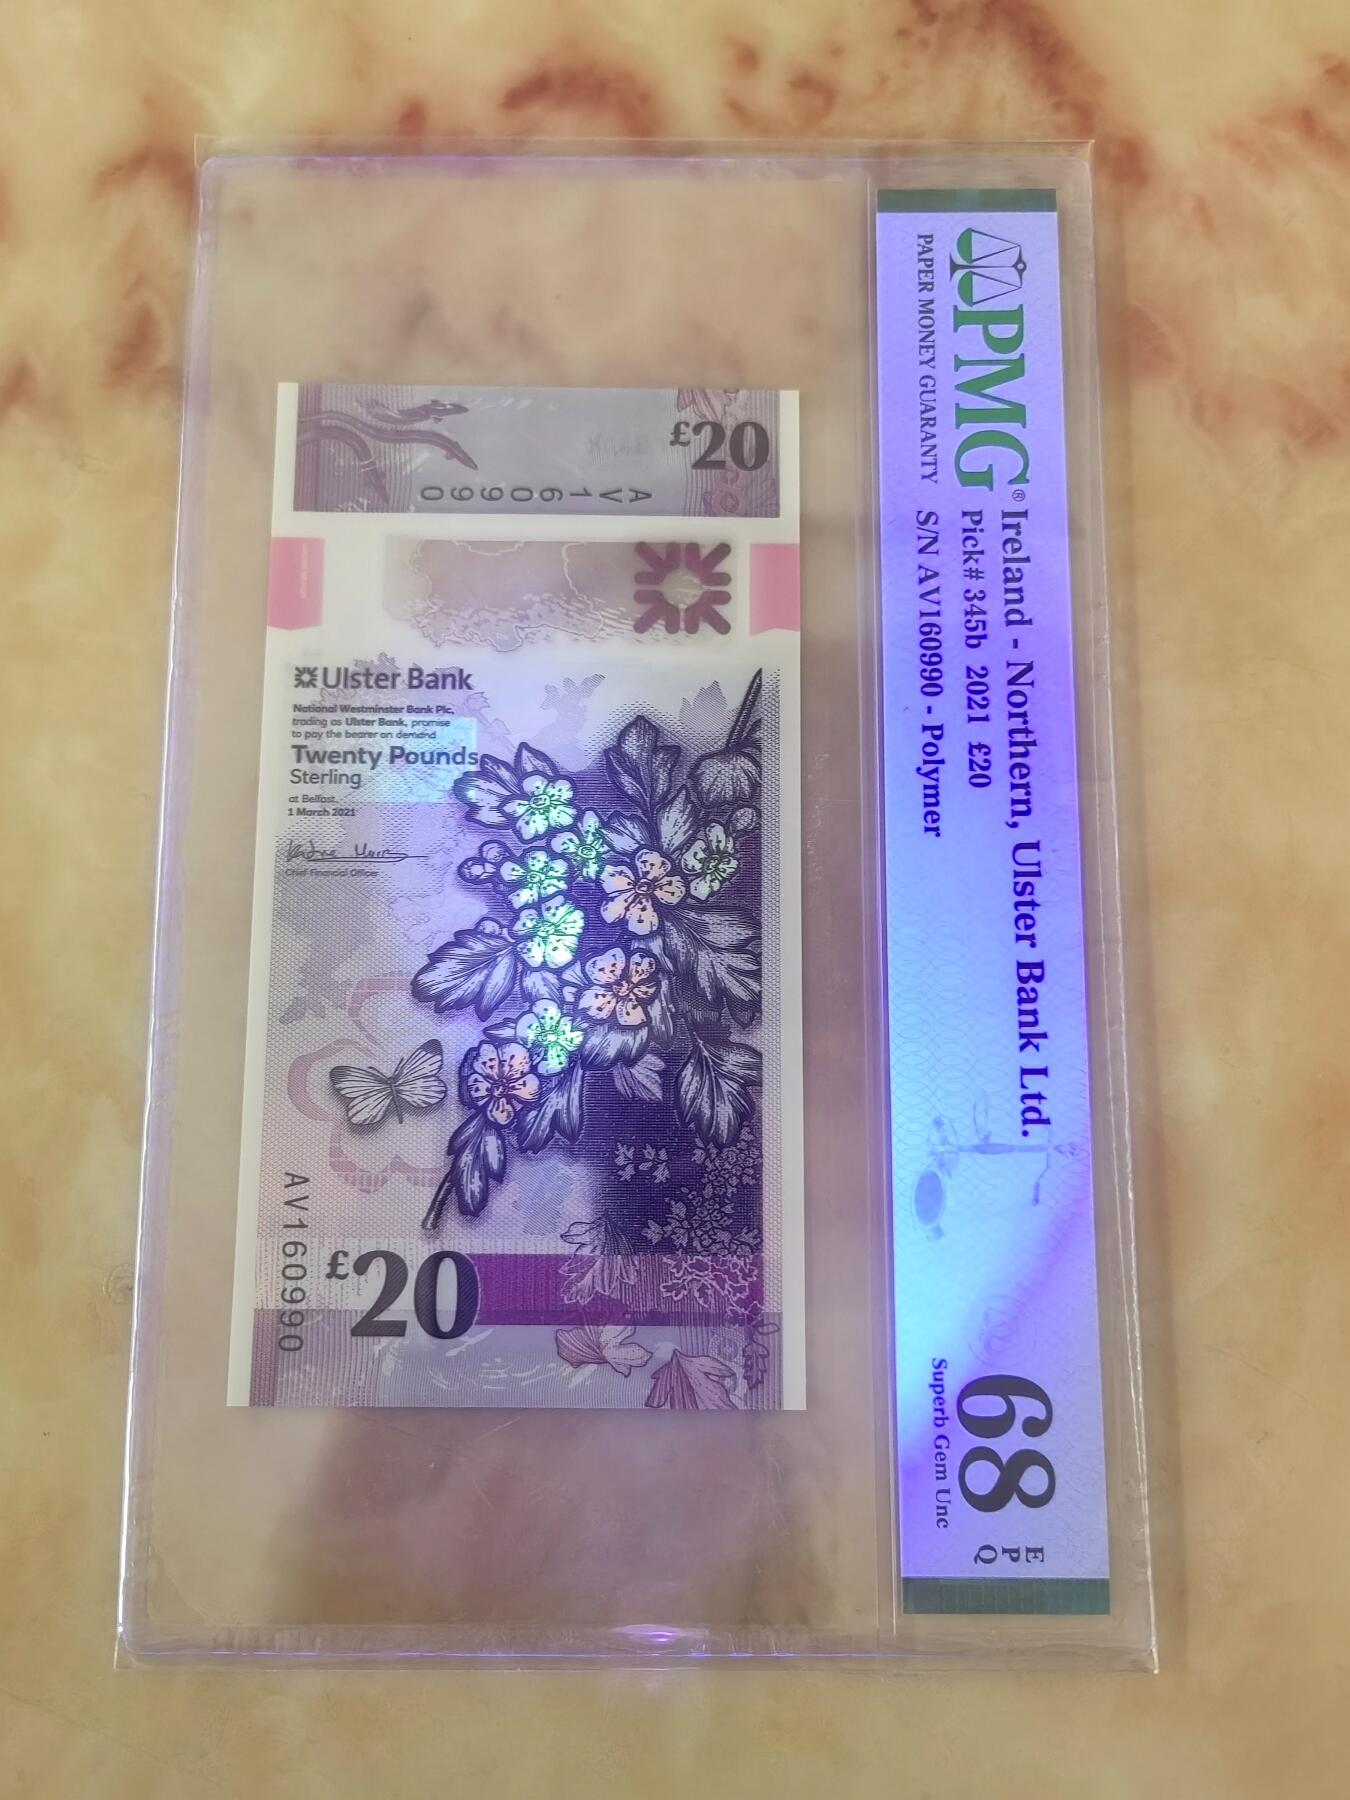 PMG®
PAPER MONEY GUARANTY
Ireland - Northern, Ulster Bank Ltd.
Pick# 345b 2021 £20
S/N AV160990 - Polymer
68
EPQ
Superb Gem Unc
£20
AV160990
Ulster Bank
National Westminster Bank Plc,
trading as Ulster Bank, promise
to pay the bearer on demand
Twenty Pounds
Sterling
at Belfast,
1 March 2021
Chief Financial Officer
AV160990
£20